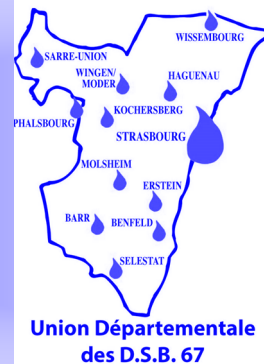 WISSEMBOURG
SARRE-UNION
WINGEN/
MODER
HAGUENAU
PHALSBOURG
KOCHERSBERG
STRASBOURG
MOLSHEIM
ERSTEIN
BARR
BENFELD
SELESTAT
Union Départementale
des D.S.B. 67